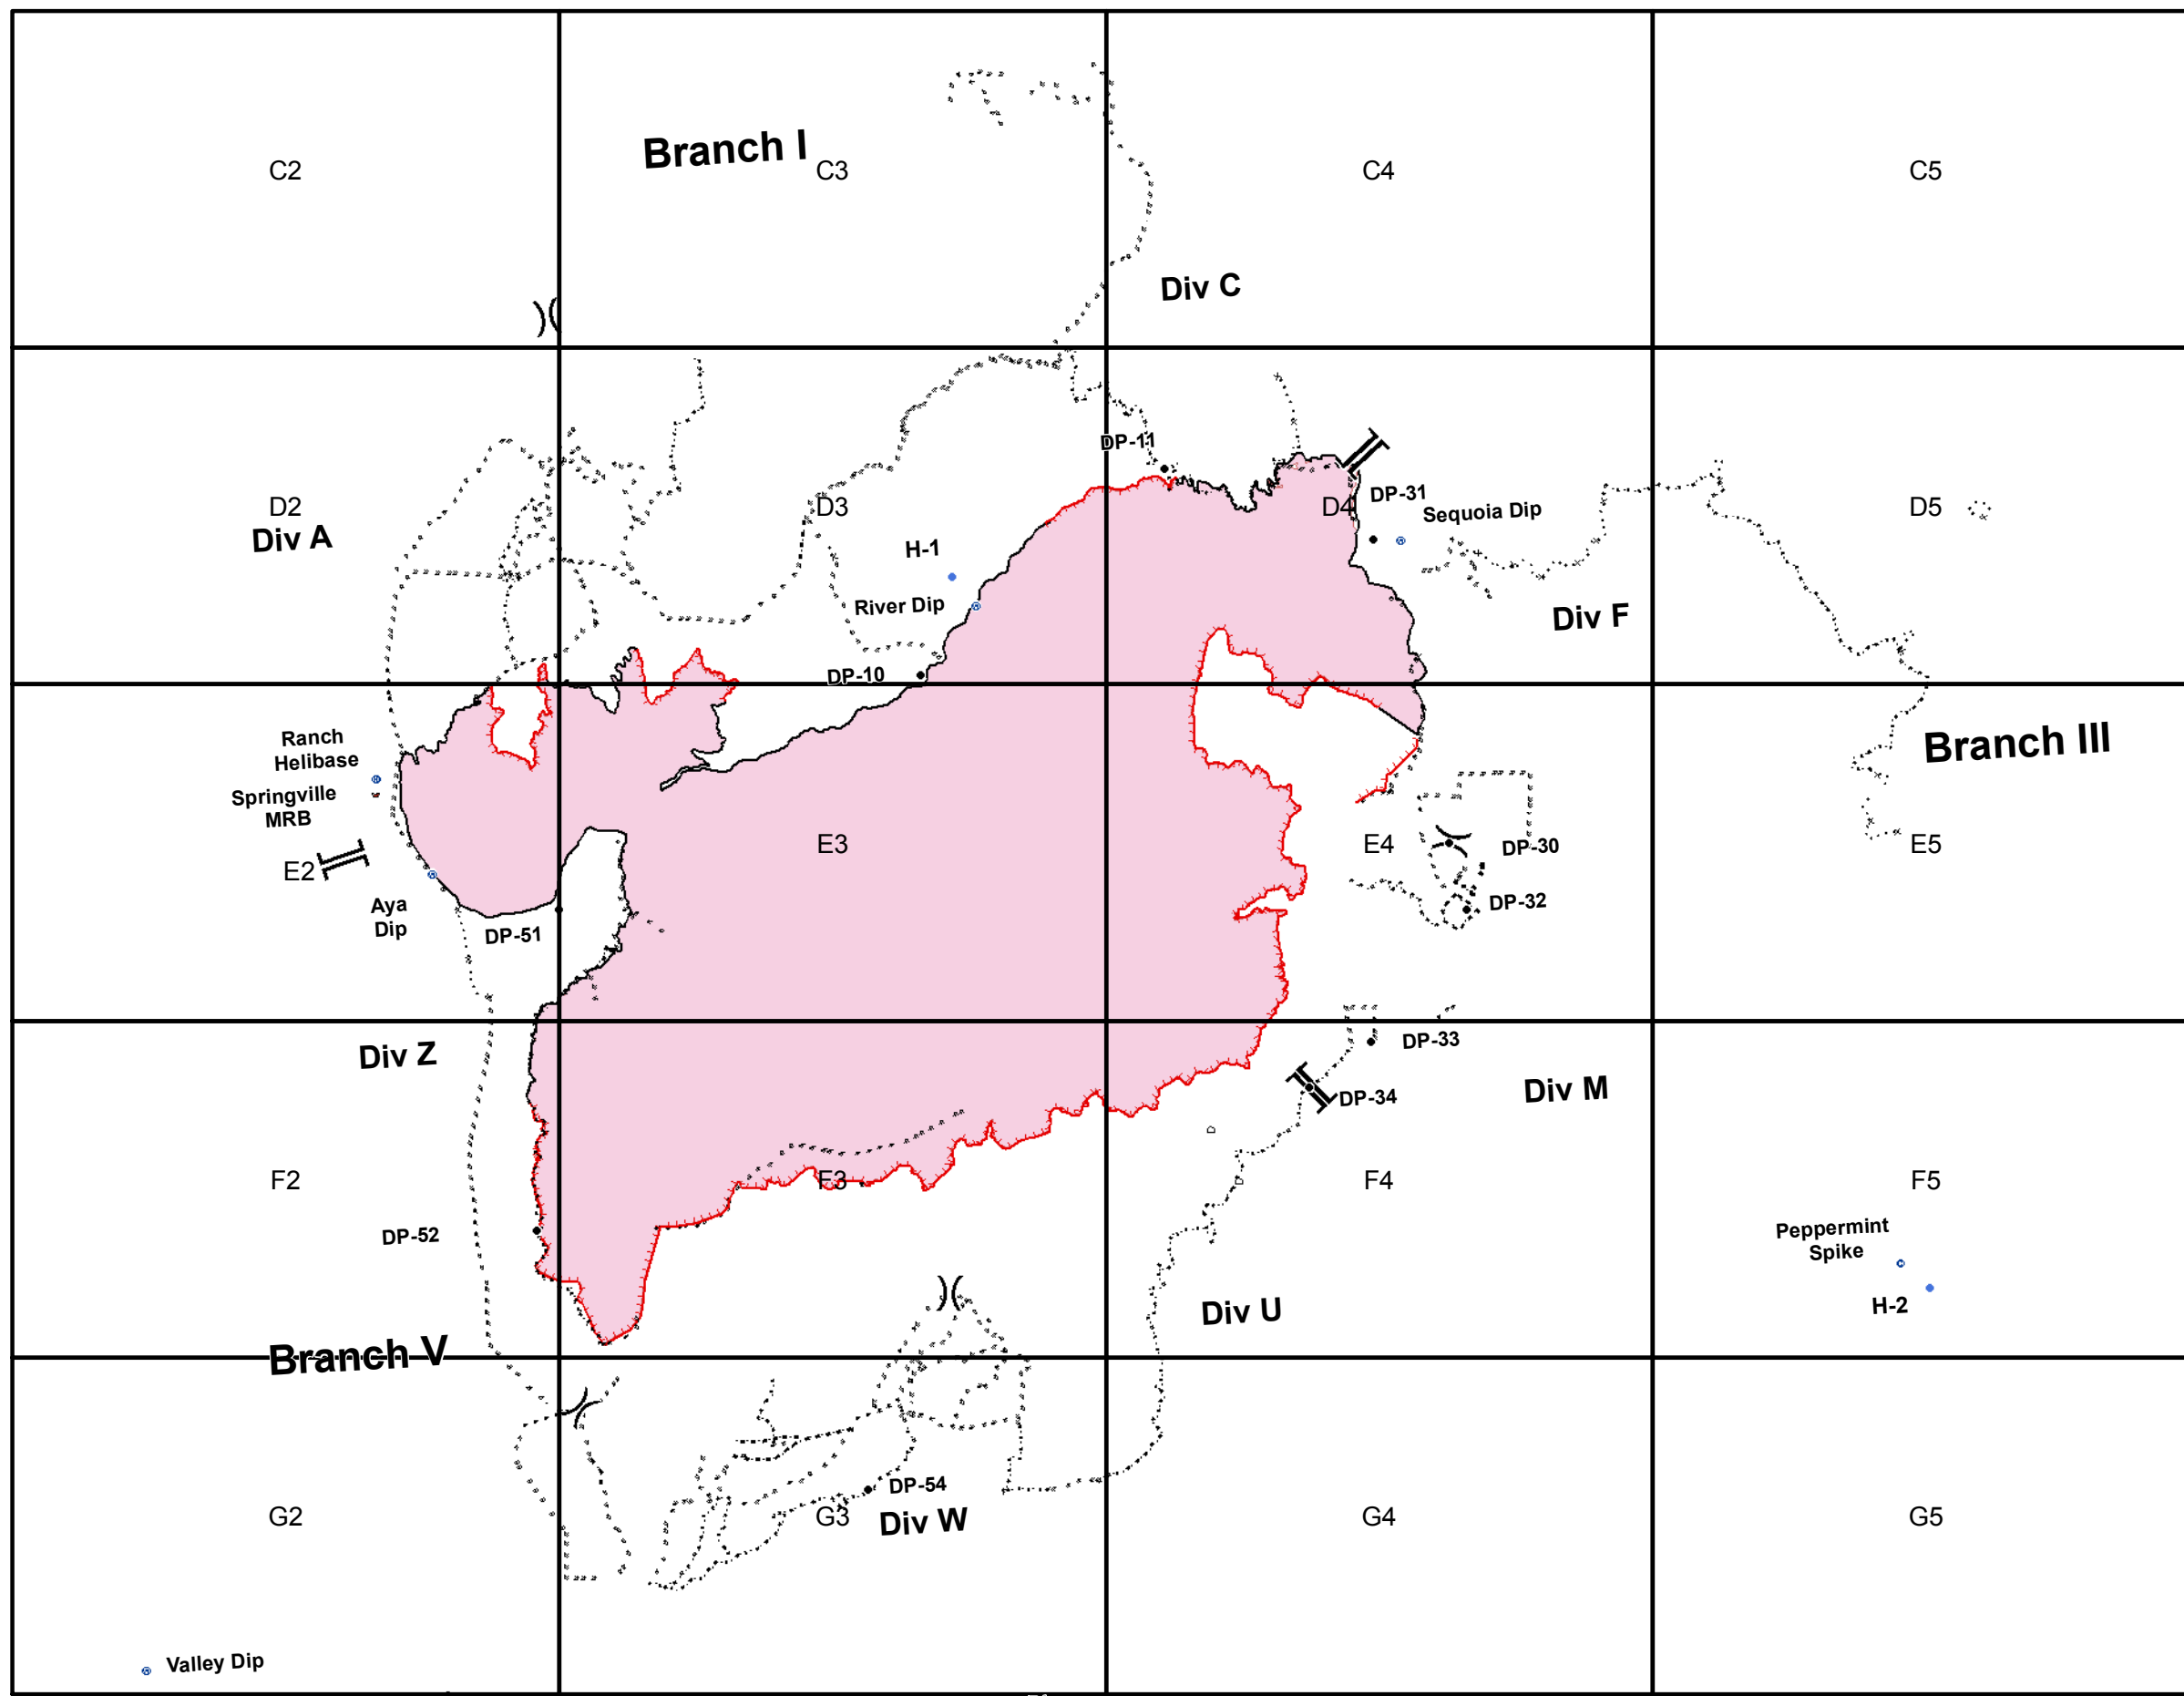 Branch I
C2
C3
C4
C5
Div C
DP-11
DP-31
D2
D3
D4
Sequoia Dip
D5
Div A
H-1
River Dip
Div F
DP-10
Ranch
Helibase
Branch III
Springville
MRB
E2
E3
E4
DP-30
E5
DP-32
Aya
Dip
DP-51
Div Z
DP-33
DP-34
Div M
F2
F3
F4
F5
DP-52
Peppermint
Spike
H-2
Div U
Branch V
DP-54
G2
G3
Div W
G4
G5
Valley Dip